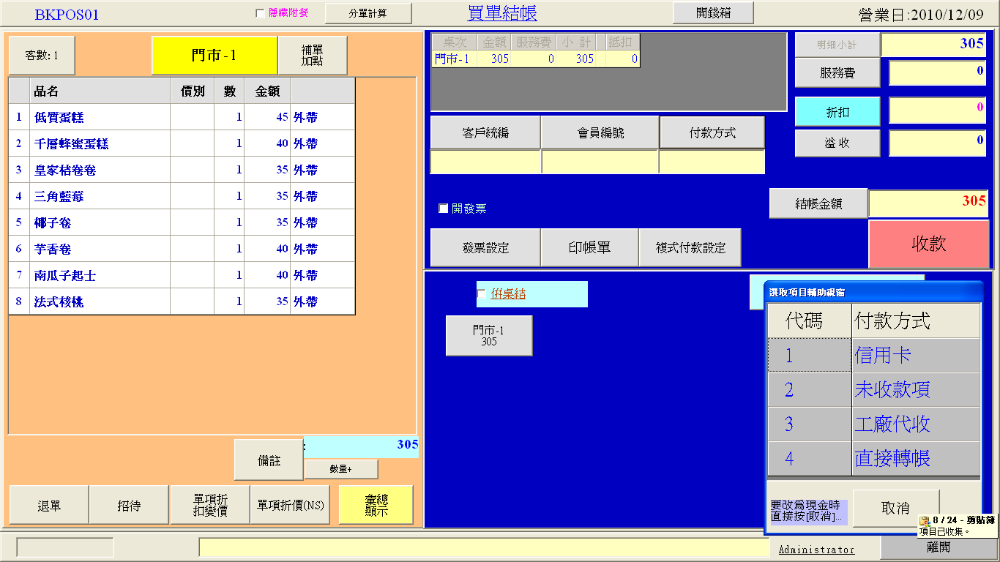 BKPOS01 隱藏附餐 分單計算 買單結帳 開錢箱 營業日:2010/12/09
客數: 1 門市-1 補單
加點
品名 價別 數 金額
1 低質蛋糕 1 45 外帶
2 千層蜂蜜蛋糕 1 40 外帶
3 皇家桔卷卷 1 35 外帶
4 三角藍莓 1 35 外帶
5 椰子卷 1 35 外帶
6 芋香卷 1 40 外帶
7 南瓜子起士 1 40 外帶
8 法式核桃 1 35 外帶
: 305
備註
數量+
退單 招待 單項折
扣變價 單項折價(NS) 彙總
顯示
桌次 金額 服務費 小 計 抵扣
門市-1 305 0 305 0
客戶統編 會員編號 付款方式
開發票
發票設定 印帳單 複式付款設定
明細小計 305
服務費 0
折扣 0
溢收 0
結帳金額 305
收款
併桌結
門市-1
305
選取項目輔助視窗
代碼 付款方式
1 信用卡
2 未收款項
3 工廠代收
4 直接轉帳
要改為現金時
直接按[取消]...
取消
8 / 24 - 剪貼簿
項目已收集。
Administrator 離開